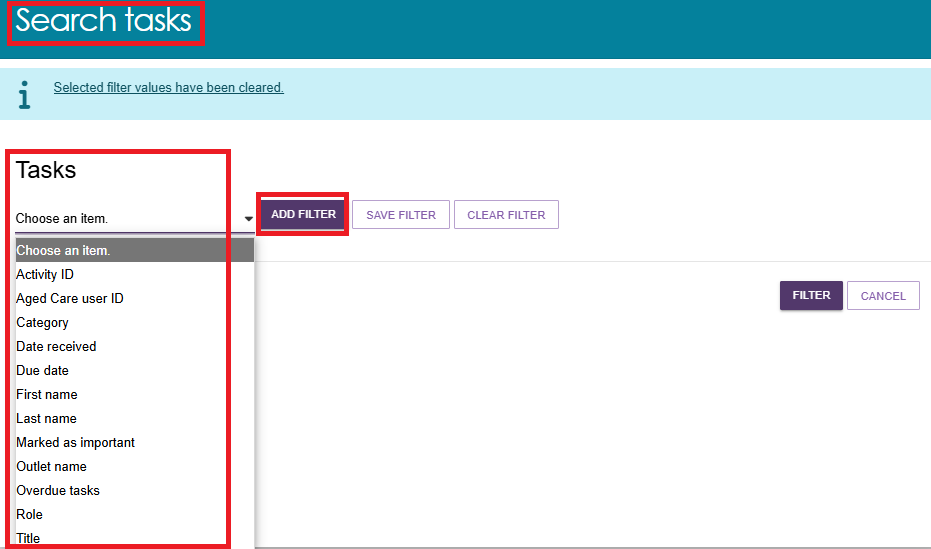 Search tasks
Selected filter values have been cleared.
Tasks
Choose an item. ADD FILTER SAVE FILTER CLEAR FILTER
Choose an item.
Activity ID
Aged Care user ID
FILTER CANCEL
Category
Date received
Due date
First name
Last name
Marked as important
Outlet name
Overdue tasks
Role
Title